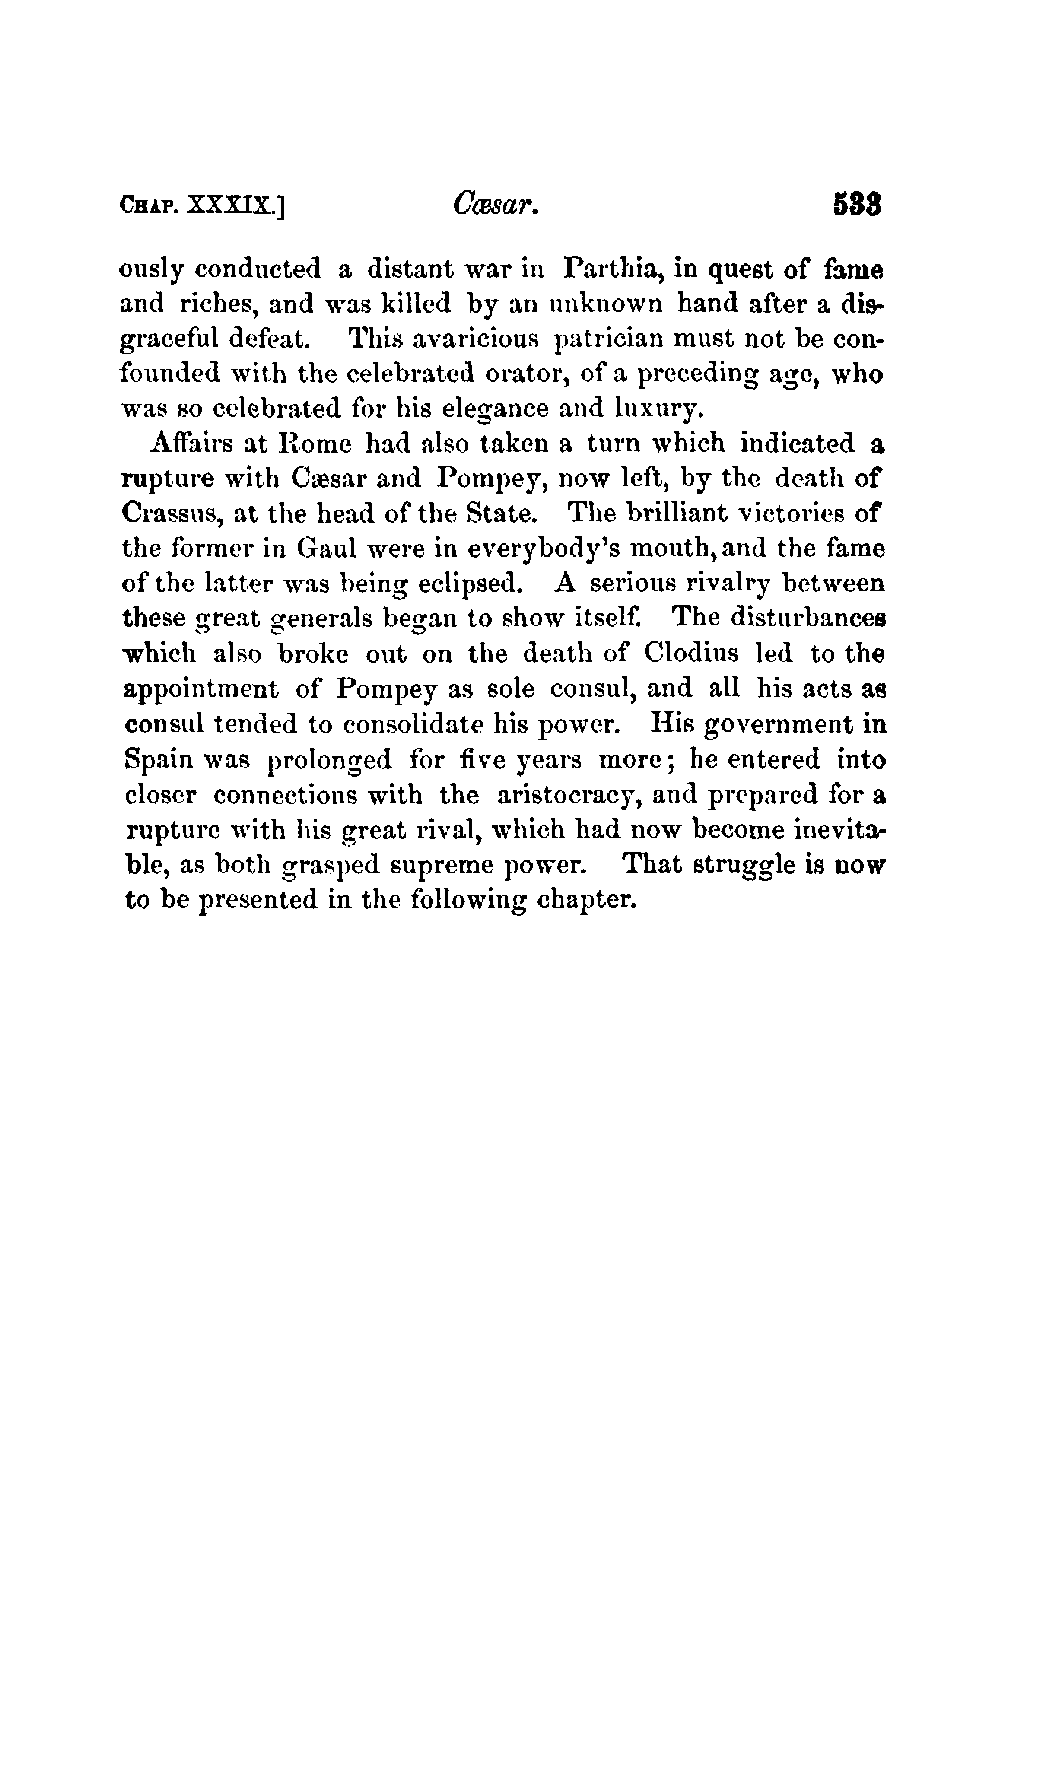 CHAP. XXXIX.] Cæsar. 533
ously conducted a distant war in Parthia, in quest of fame
and riches, and was killed by an unknown hand after a dis-
graceful defeat. This avaricious patrician must not be con-
founded with the celebrated orator, of a preceding age, who
was so celebrated for his elegance and luxury.
Affairs at Rome had also taken a turn which indicated a
rupture with Cæsar and Pompey, now left, by the death of
Crassus, at the head of the State. The brilliant victories of
the former in Gaul were in everybody's mouth, and the fame
of the latter was being eclipsed. A serious rivalry between
these great generals began to show itself. The disturbances
which also broke out on the death of Clodius led to the
appointment of Pompey as sole consul, and all his acts as
consul tended to consolidate his power. His government in
Spain was prolonged for five years more; he entered into
closer connections with the aristocracy, and prepared for a
rupture with his great rival, which had now become inevita-
ble, as both grasped supreme power. That struggle is now
to be presented in the following chapter.